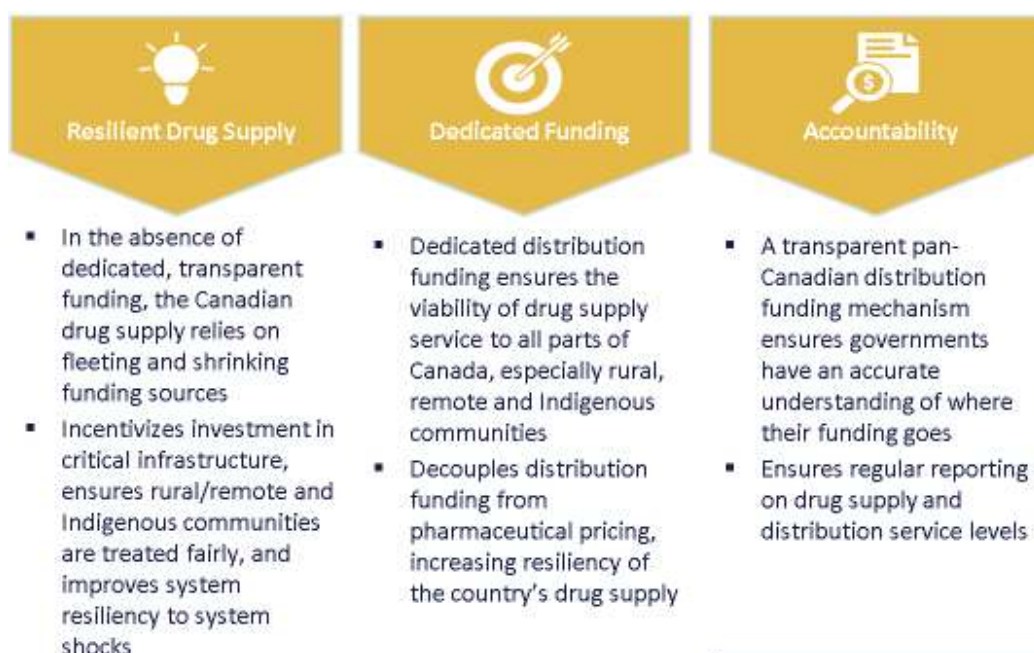 Resilient Drug Supply
▪ In the absence of
dedicated, transparent
funding, the Canadian
drug supply relies on
fleeting and shrinking
funding sources
▪ Incentivizes investment in
critical infrastructure,
ensures rural/remote and
Indigenous communities
are treated fairly, and
improves system
resiliency to system
shocks
Dedicated Funding
▪ Dedicated distribution
funding ensures the
viability of drug supply
service to all parts of
Canada, especially rural,
remote and Indigenous
communities
▪ Decouples distribution
funding from
pharmaceutical pricing,
increasing resiliency of
the country's drug supply
$
Accountability
▪ A transparent pan-
Canadian distribution
funding mechanism
ensures governments
have an accurate
understanding of where
their funding goes
▪ Ensures regular reporting
on drug supply and
distribution service levels